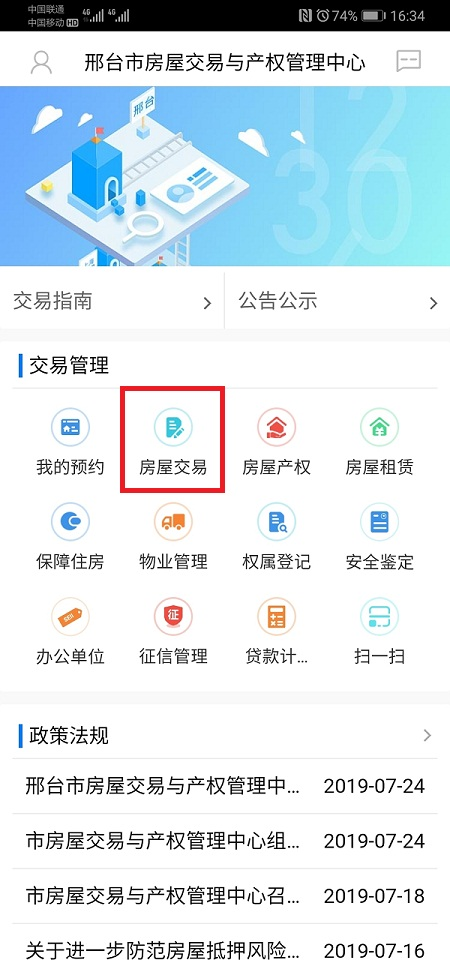 中国联通
4G 4G
中国移动 HD
74% 16:34
邢台市房屋交易与产权管理中心
邢台
12
30
交易指南
公告公示
交易管理
我的预约 房屋交易 房屋产权 房屋租赁
保障住房 物业管理 权属登记 安全鉴定
征
办公单位 征信管理 贷款计... 扫一扫
政策法规
邢台市房屋交易与产权管理中... 2019-07-24
市房屋交易与产权管理中心组... 2019-07-24
市房屋交易与产权管理中心召... 2019-07-18
关于进一步防范房屋抵押风险... 2019-07-16